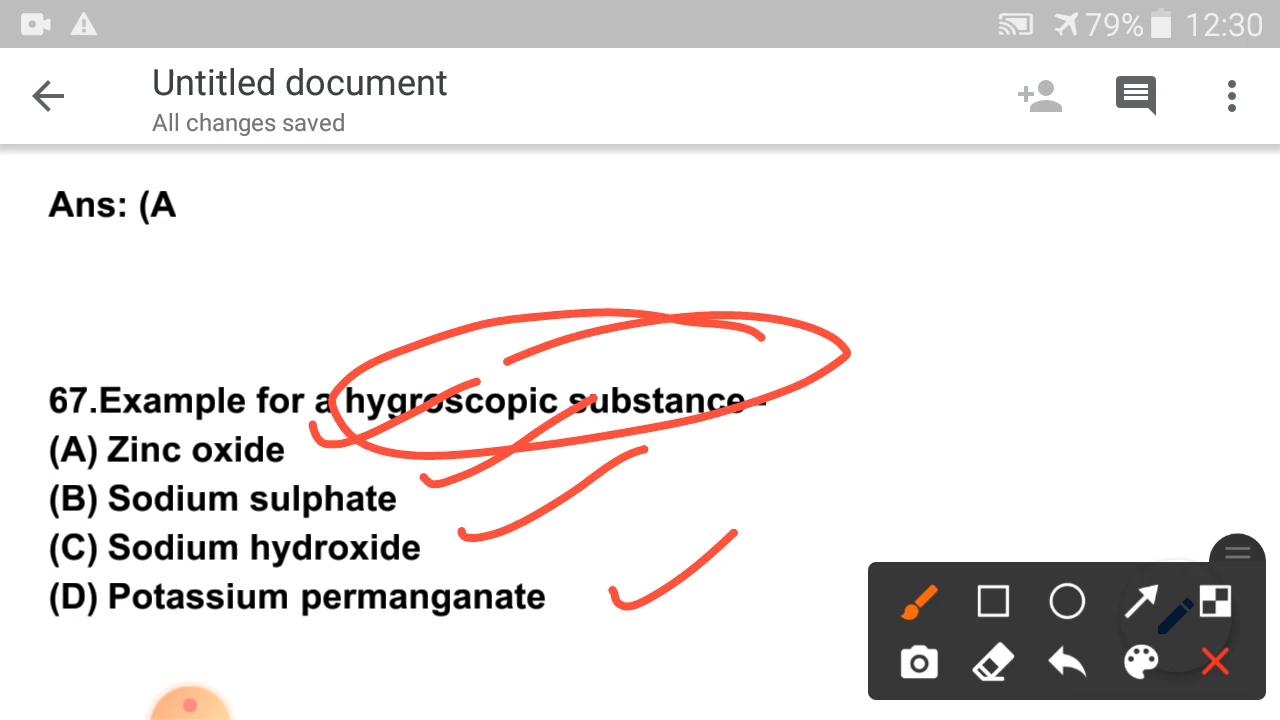 79% 12:30
Untitled document
All changes saved
Ans: (A
67.Example for a hygroscopic substance-
(A) Zinc oxide
(B) Sodium sulphate
(C) Sodium hydroxide
(D) Potassium permanganate